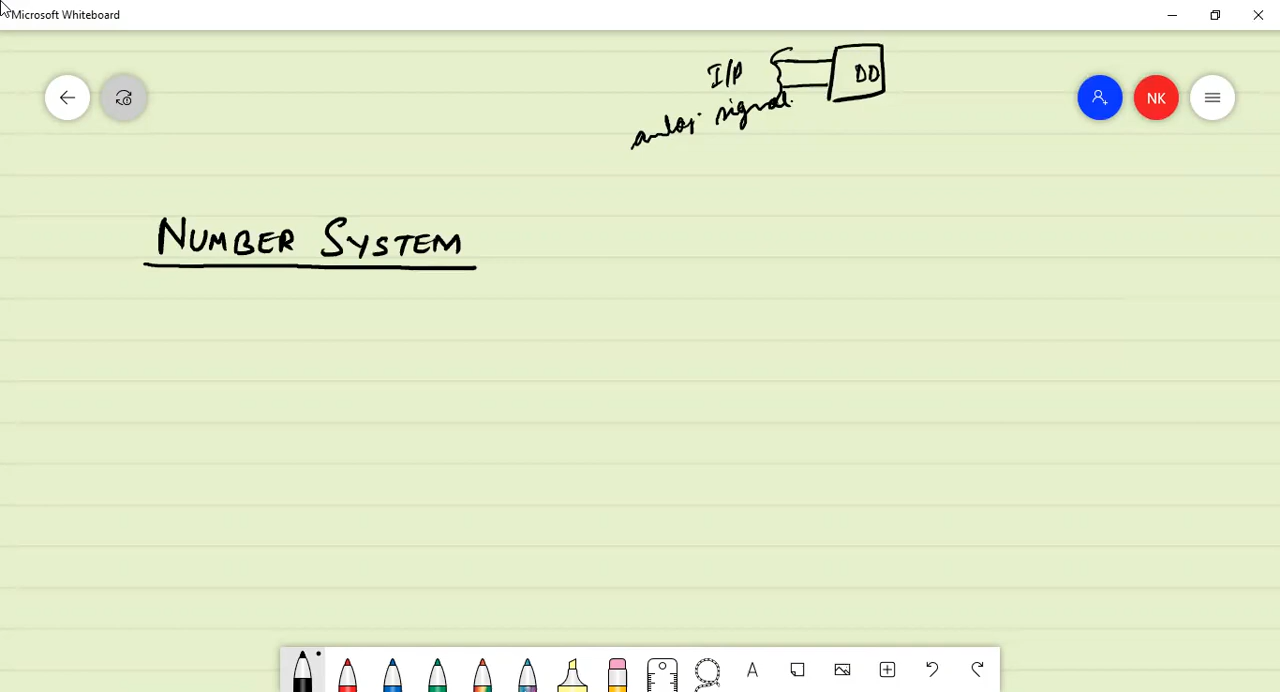 Microsoft Whiteboard
I/P
DD
analog signal.
NK
NUMBER SYSTEM
A